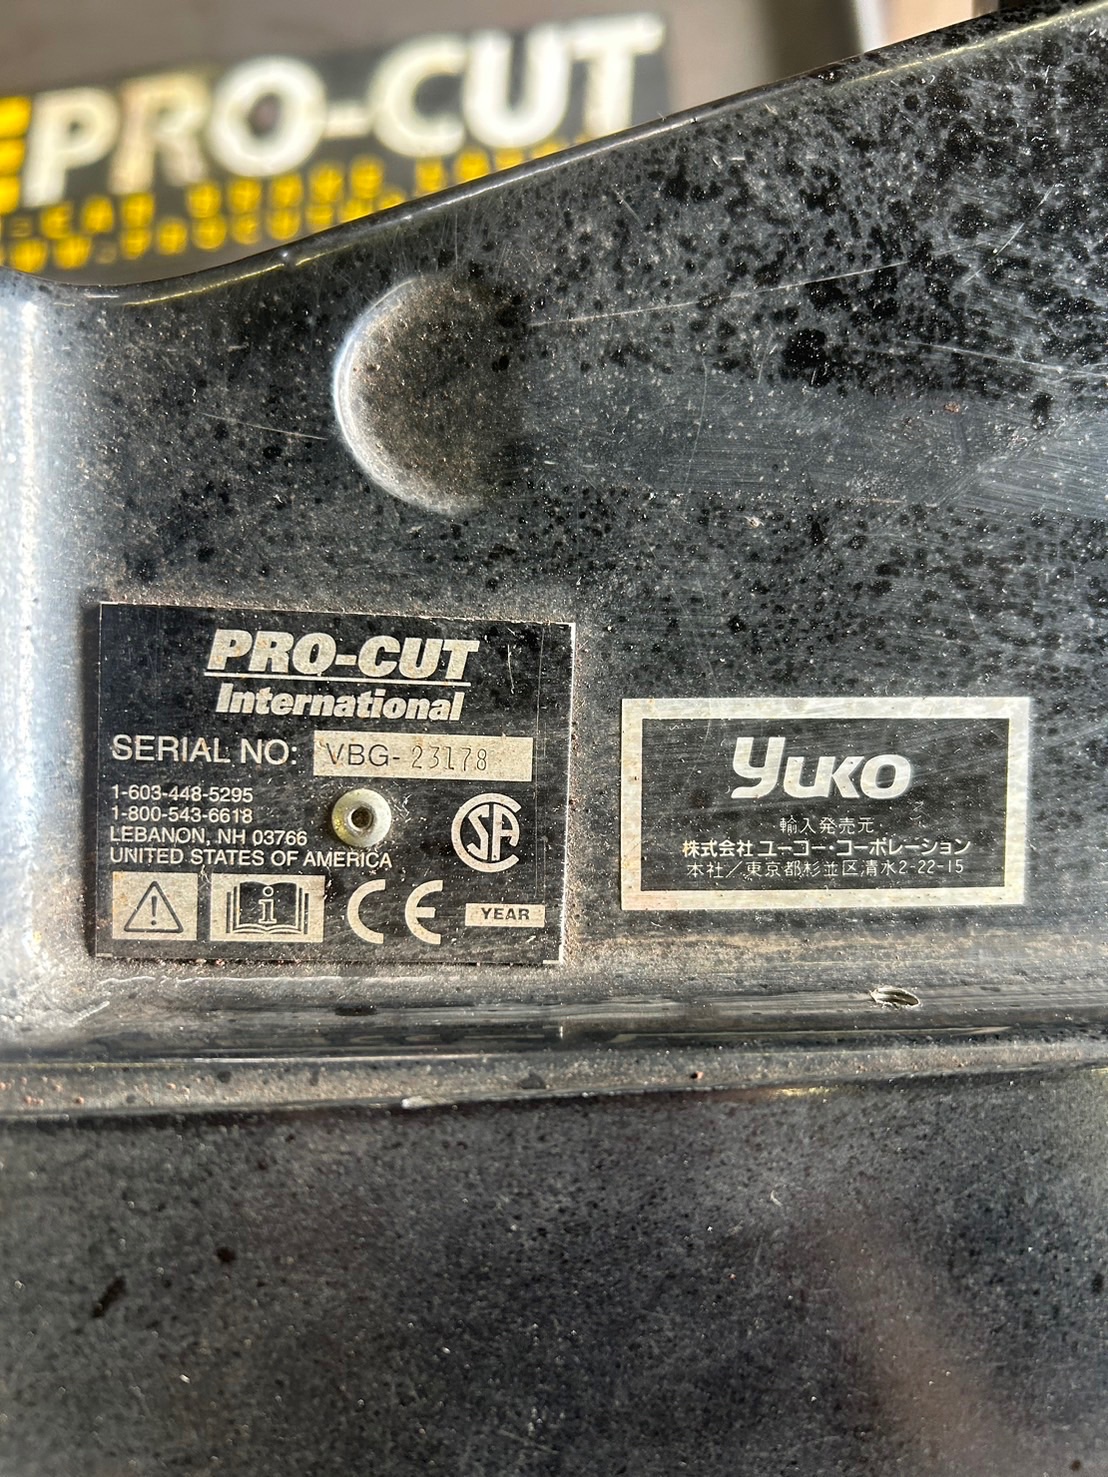 PRO-CUT
PRO-CUT
International
SERIAL NO: VBG-23178
1-603-448-5295
1-800-543-6618
LEBANON, NH 03766
UNITED STATES OF AMERICA
SA
i
CE
YEAR
yuko
輸入発売元
株式会社ユーコー・コーポレーション
本社／東京都杉並区清水2-22-15